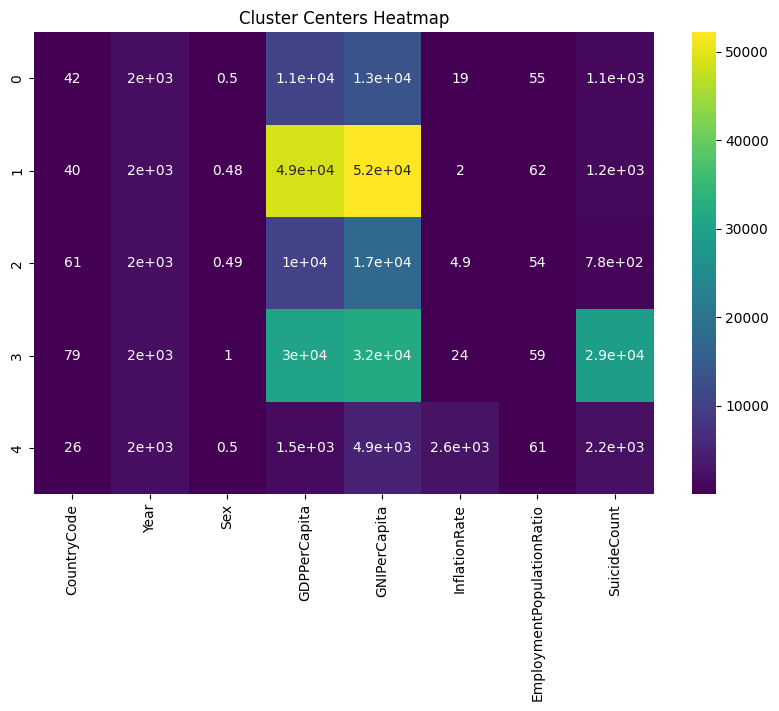 Cluster Centers Heatmap
0 42 2e+03 0.5 1.1e+04 1.3e+04 19 55 1.1e+03
1 40 2e+03 0.48 4.9e+04 5.2e+04 2 62 1.2e+03
2 61 2e+03 0.49 1e+04 1.7e+04 4.9 54 7.8e+02
3 79 2e+03 1 3e+04 3.2e+04 24 59 2.9e+04
4 26 2e+03 0.5 1.5e+03 4.9e+03 2.6e+03 61 2.2e+03
CountryCode
Year
Sex
GDPPerCapita
GNIPerCapita
InflationRate
EmploymentPopulationRatio
SuicideCount
50000
40000
30000
20000
10000